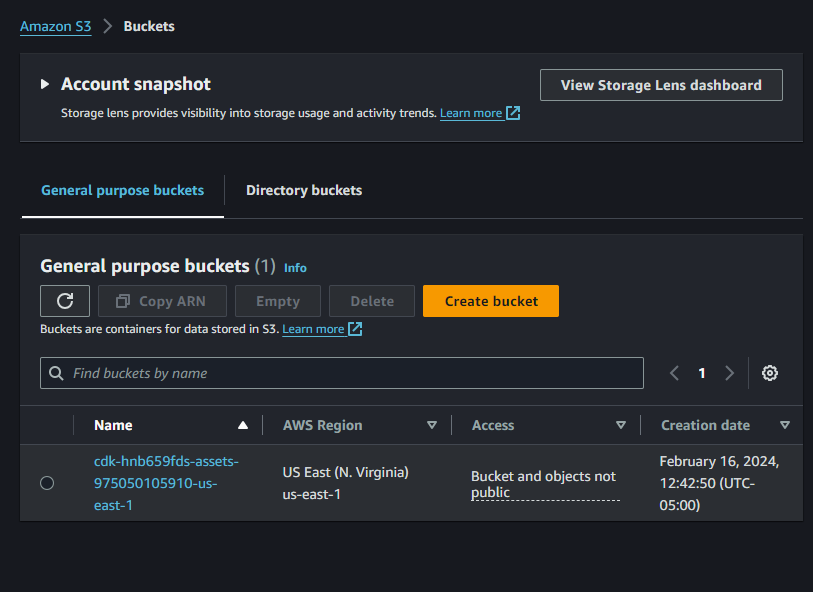 Amazon S3 > Buckets
Account snapshot
View Storage Lens dashboard
Storage lens provides visibility into storage usage and activity trends. Learn more
General purpose buckets
Directory buckets
General purpose buckets (1) Info
Copy ARN
Empty
Delete
Create bucket
Buckets are containers for data stored in S3. Learn more
Find buckets by name
1
Name
AWS Region
Access
Creation date
cdk-hnb659fds-assets-
975050105910-us-
east-1
US East (N. Virginia)
us-east-1
Bucket and objects not
public
February 16, 2024,
12:42:50 (UTC-
05:00)